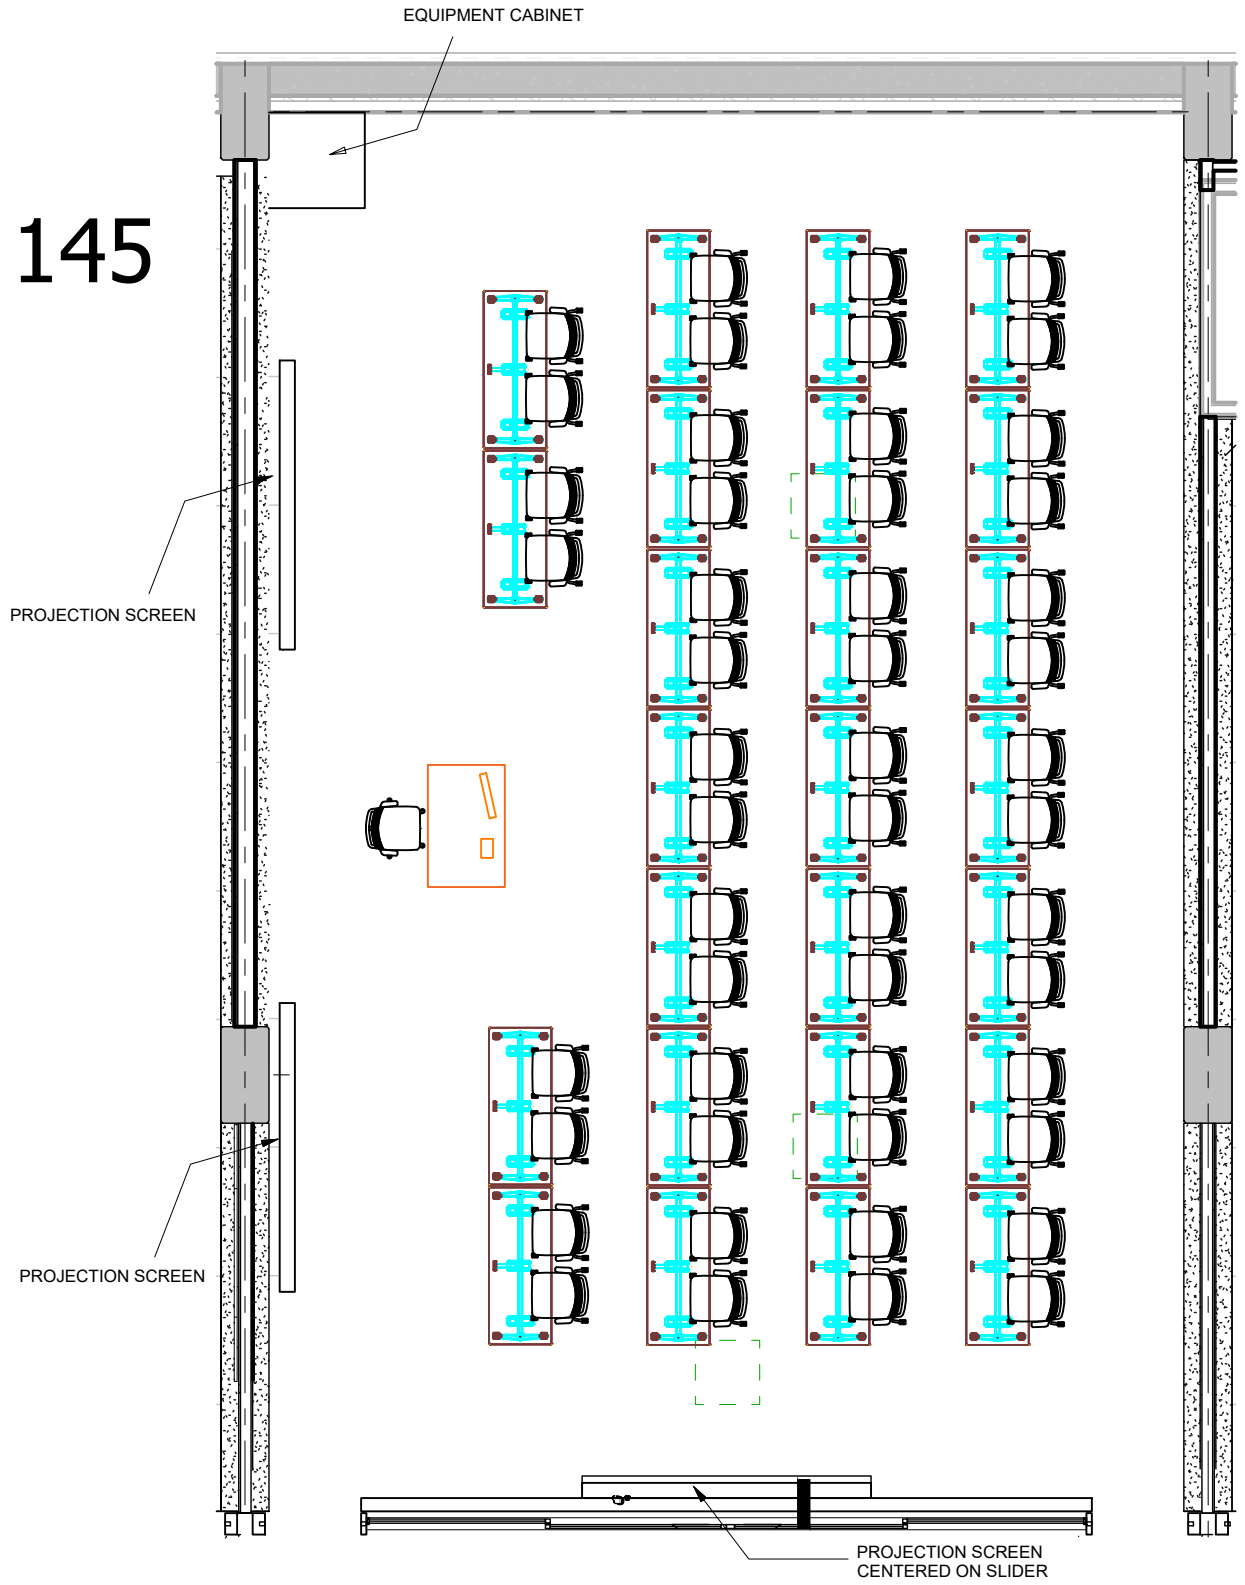 EQUIPMENT CABINET
145
PROJECTION SCREEN
PROJECTION SCREEN
PROJECTION SCREEN
CENTERED ON SLIDER